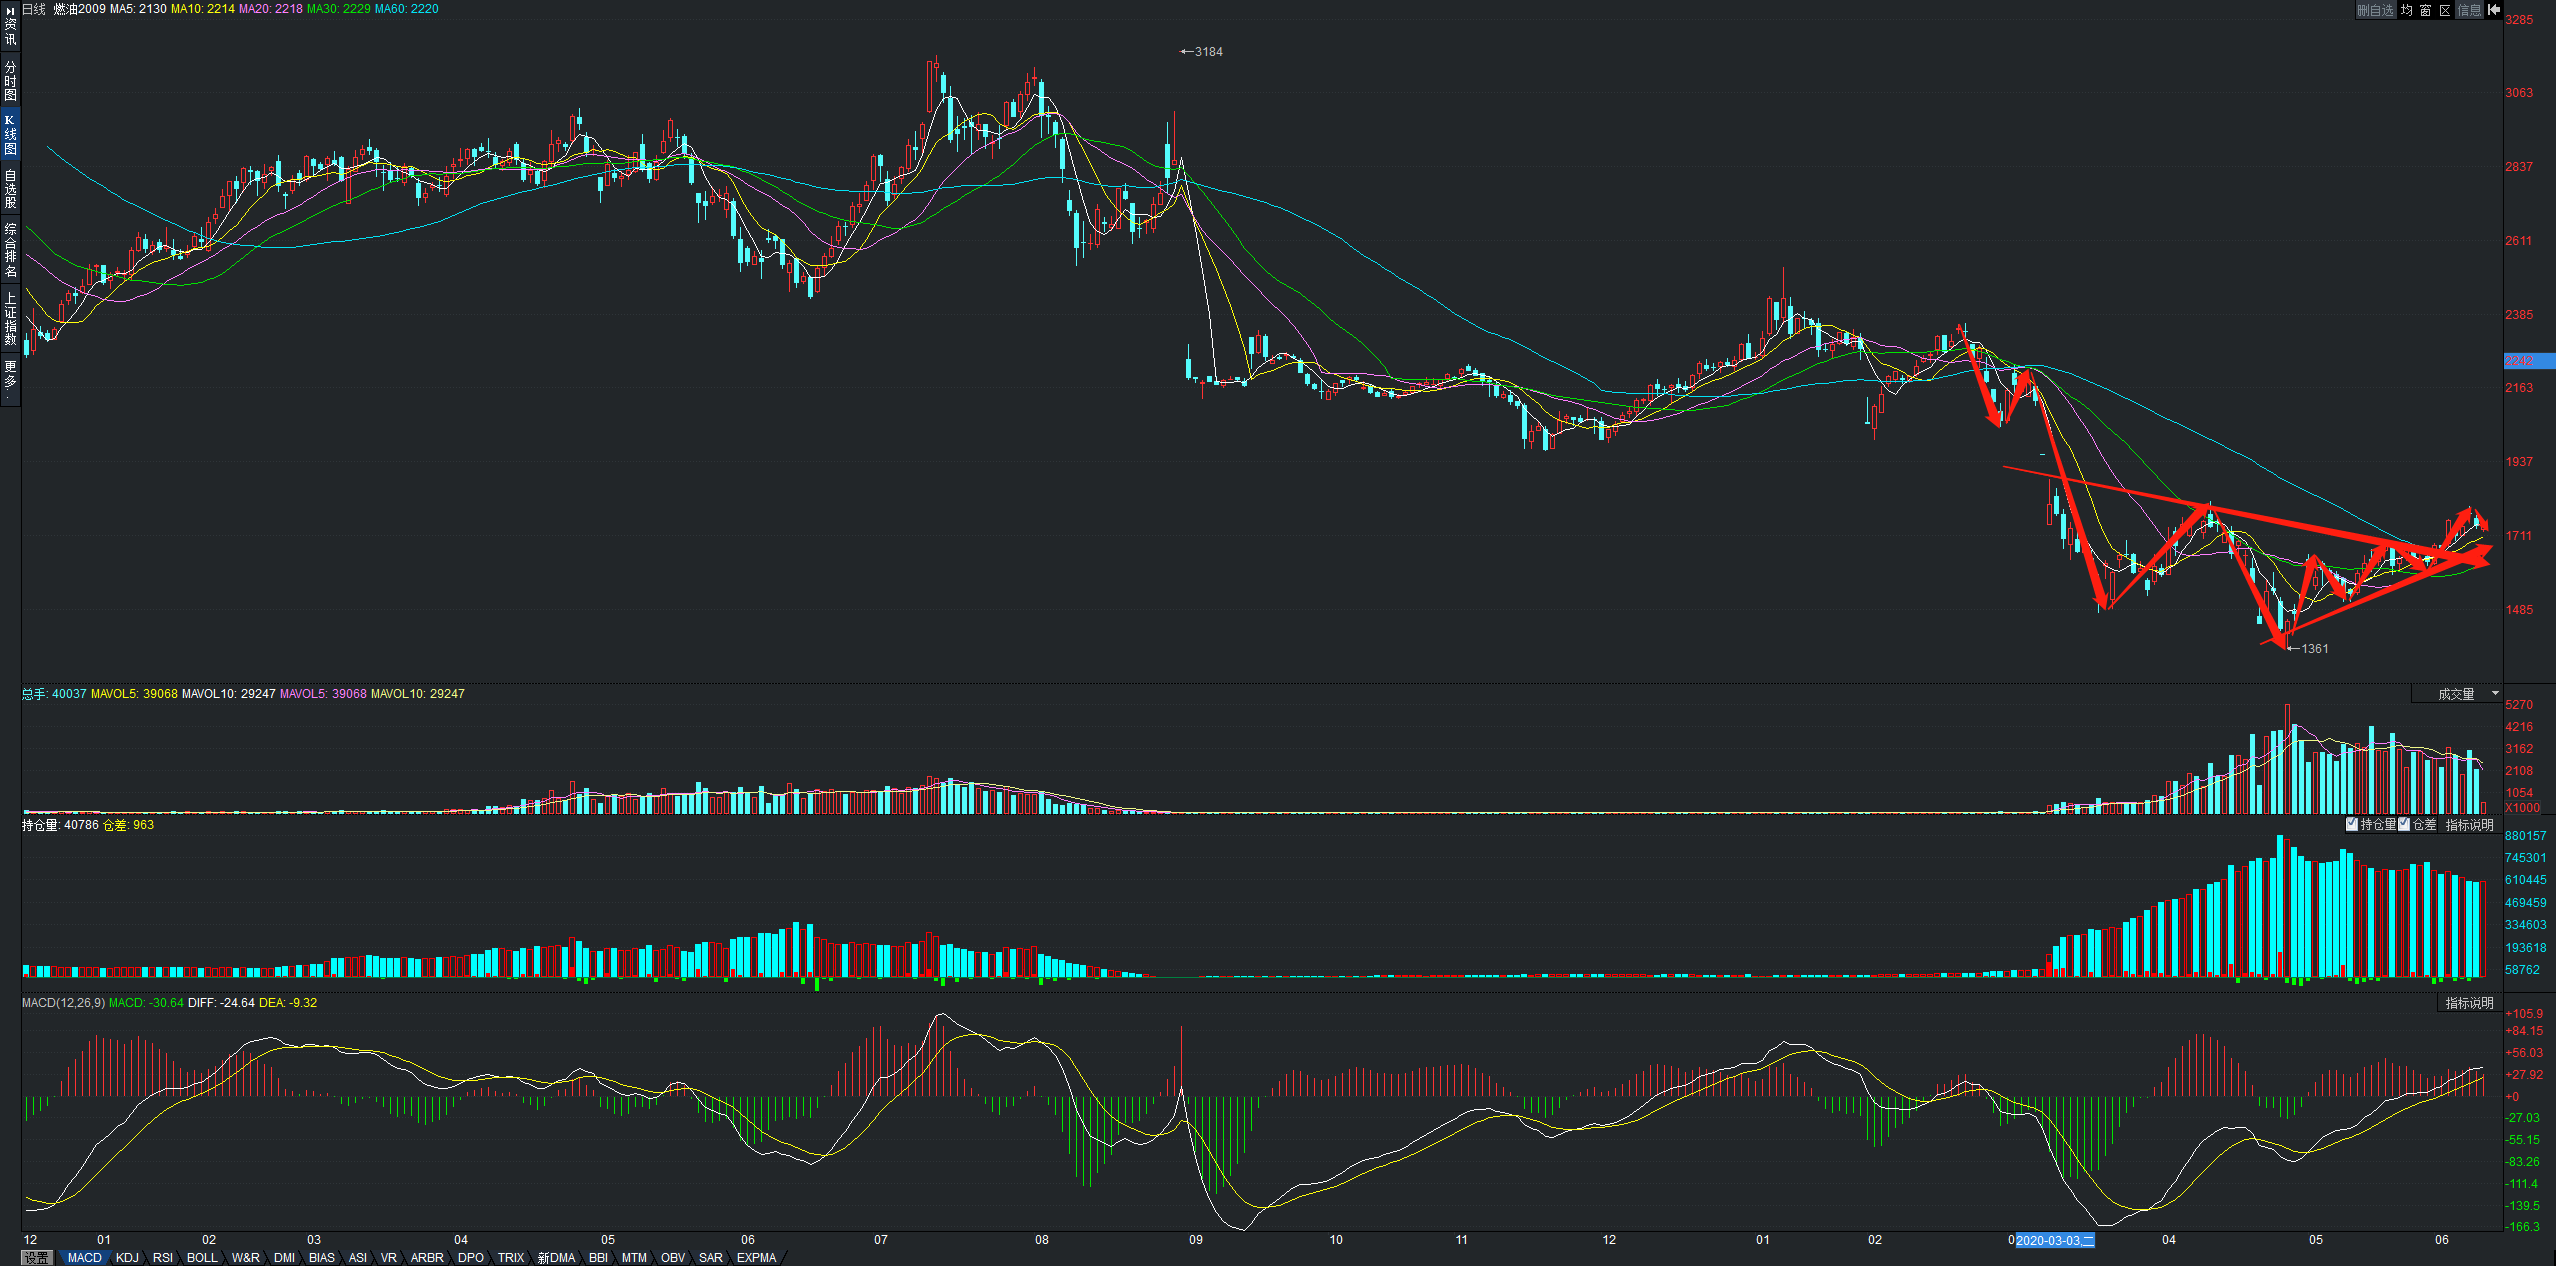 日线 燃油2009 MA5: 2130 MA10: 2214 MA20: 2218 MA30: 2229 MA60: 2220
删自选 均 窗 区 信息
资讯
分时图
K线图
自选股
综合排名
上证指数
更多
3184
1361
3285
3063
2837
2611
2385
2242
2163
1937
1711
1485
总手: 40037 MAVOL5: 39068 MAVOL10: 29247 MAVOL5: 39068 MAVOL10: 29247
成交量
5270
4216
3162
2108
1054
X1000
持仓量: 40786 仓差: 963
持仓量 仓差 指标说明
880157
745301
610445
469459
334603
193618
58762
MACD(12,26,9) MACD: -30.64 DIFF: -24.64 DEA: -9.32
指标说明
+105.9
+84.15
+56.03
+27.92
+0
-27.03
-55.15
-83.26
-111.4
-139.5
-166.3
12 01 02 03 04 05 06 07 08 09 10 11 12 01 02 0 2020-03-03,二 04 05 06
设置 MACD KDJ RSI BOLL W&R DMI BIAS ASI VR ARBR DPO TRIX 新DMA BBI MTM OBV SAR EXPMA